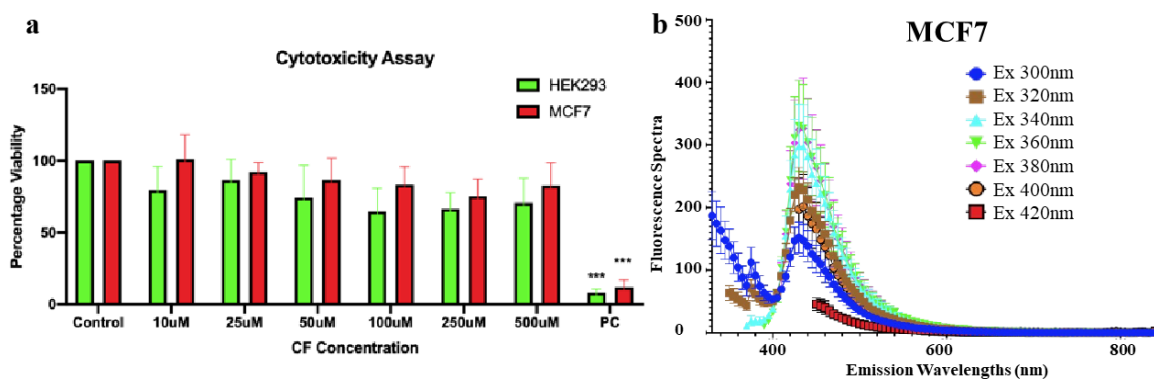 a
Cytotoxicity Assay
HEK293
MCF7
Percentage Viability
150
100
50
0
*** ***
Control 10uM 25uM 50uM 100uM 250uM 500uM PC
CF Concentration
b
MCF7
Ex 300nm
Ex 320nm
Ex 340nm
Ex 360nm
Ex 380nm
Ex 400nm
Ex 420nm
Fluorescence Spectra
500
400
300
200
100
0
400 600 800
Emission Wavelengths (nm)